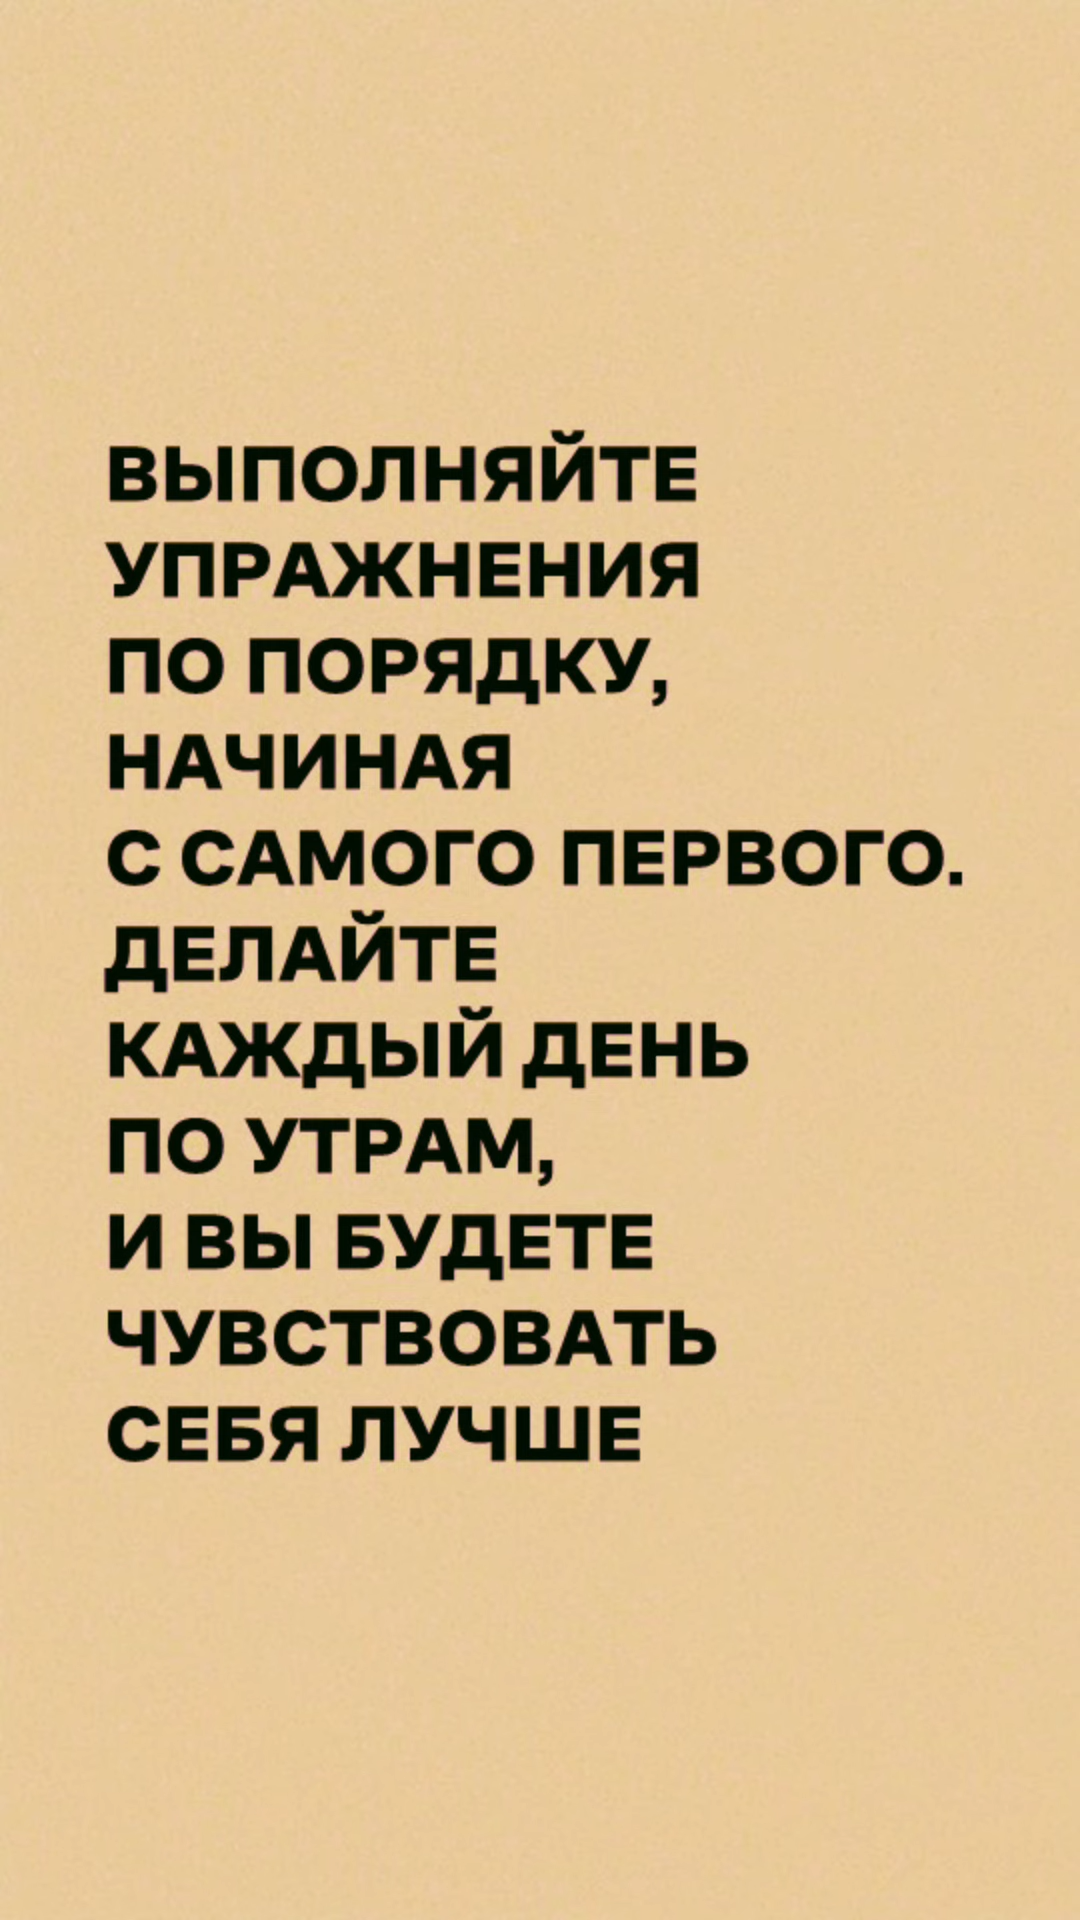 ВЫПОЛНЯЙТЕ
УПРАЖНЕНИЯ
ПО ПОРЯДКУ,
НАЧИНАЯ
С САМОГО ПЕРВОГО.
ДЕЛАЙТЕ
КАЖДЫЙ ДЕНЬ
ПО УТРАМ,
И ВЫ БУДЕТЕ
ЧУВСТВОВАТЬ
СЕБЯ ЛУЧШЕ